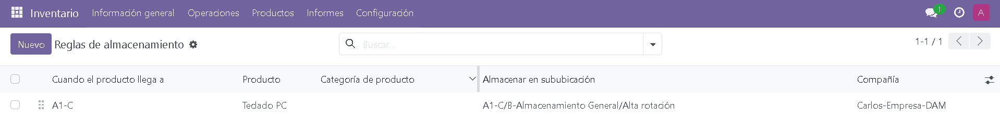 Inventario Información general Operaciones Productos Informes Configuración 1 A
Nuevo Reglas de almacenamiento Buscar... 1-1 / 1
Cuando el producto llega a Producto Categoría de producto Almacenar en sububicación Compañía
A1-C Teclado PC A1-C/B-Almacenamiento General/Alta rotación Carlos-Empresa-DAM